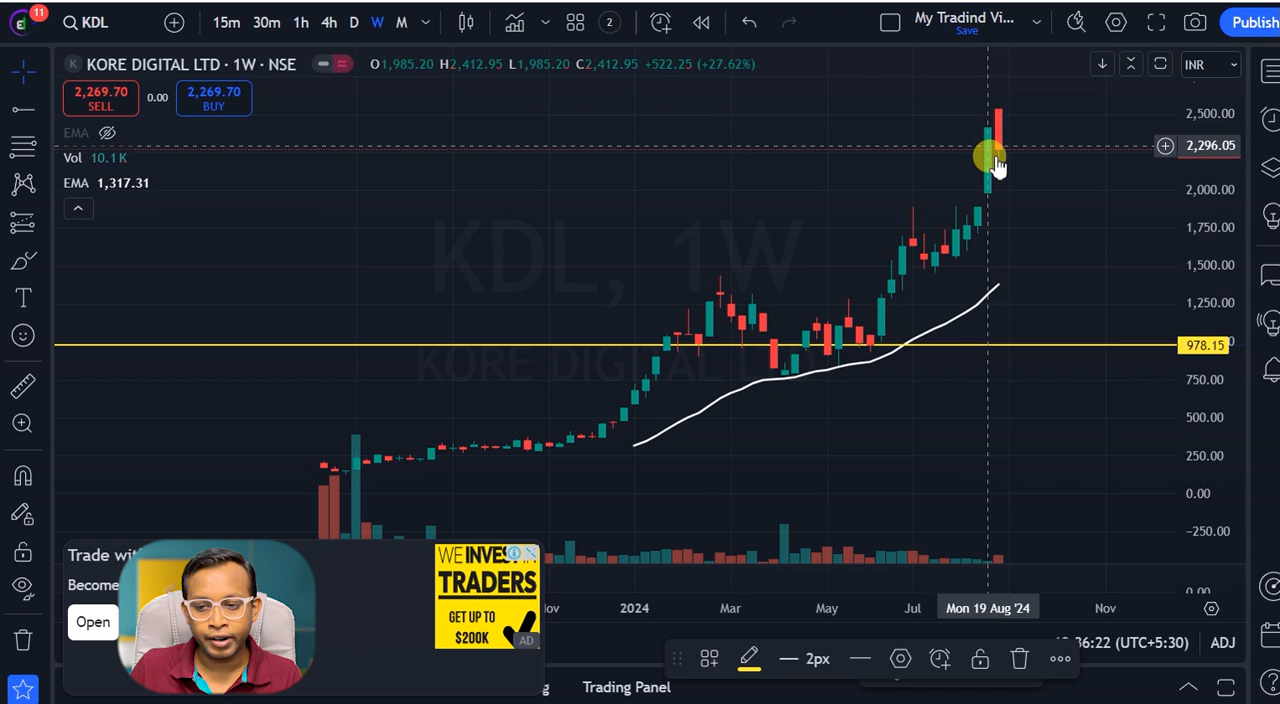 11
KDL
15m 30m 1h 4h D W M
2
My Tradind Vi...
Save
Publish
K KORE DIGITAL LTD · 1W · NSE
O1,985.20 H2,412.95 L1,985.20 C2,412.95 +522.25 (+27.62%)
INR
2,269.70
SELL
0.00
2,269.70
BUY
EMA
Vol 10.1K
EMA 1,317.31
KDL, 1W
KORE DIGITAL LTD
2,500.00
2,296.05
2,000.00
1,750.00
1,500.00
1,250.00
978.15
750.00
500.00
250.00
0.00
−250.00
0.00
Nov 2024 Mar May Jul Mon 19 Aug '24 Nov
Trade wit
Become
Open
WE INVES
TRADERS
GET UP TO
$200K
AD
:36:22 (UTC+5:30) ADJ
2px
Trading Panel